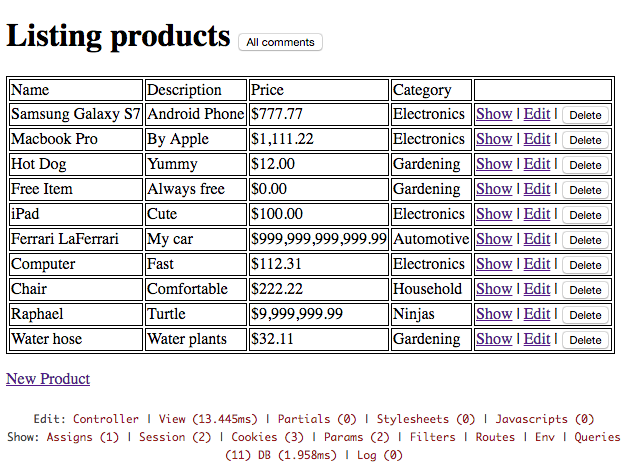 Listing products All comments
Name Description Price Category
Samsung Galaxy S7 Android Phone $777.77 Electronics Show | Edit | Delete
Macbook Pro By Apple $1,111.22 Electronics Show | Edit | Delete
Hot Dog Yummy $12.00 Gardening Show | Edit | Delete
Free Item Always free $0.00 Gardening Show | Edit | Delete
iPad Cute $100.00 Electronics Show | Edit | Delete
Ferrari LaFerrari My car $999,999,999,999.99 Automotive Show | Edit | Delete
Computer Fast $112.31 Electronics Show | Edit | Delete
Chair Comfortable $222.22 Household Show | Edit | Delete
Raphael Turtle $9,999,999.99 Ninjas Show | Edit | Delete
Water hose Water plants $32.11 Gardening Show | Edit | Delete
New Product
Edit: Controller | View (13.445ms) | Partials (0) | Stylesheets (0) | Javascripts (0)
Show: Assigns (1) | Session (2) | Cookies (3) | Params (2) | Filters | Routes | Env | Queries
(11) DB (1.958ms) | Log (0)